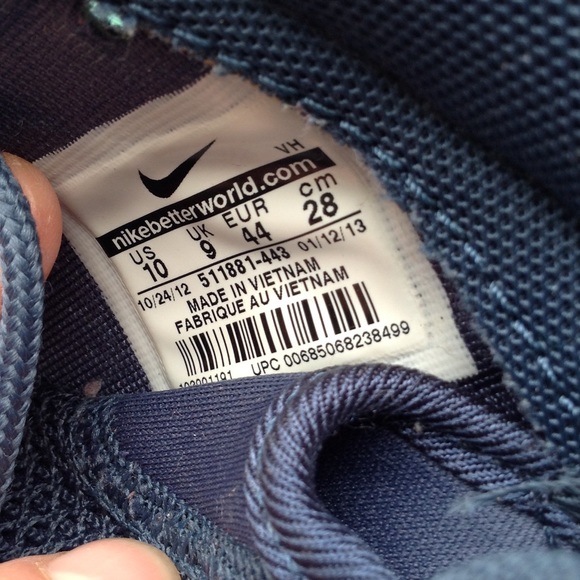 VH
nikebetterworld.com
US UK EUR cm
10 9 44 28
10/24/12 511881-443 01/12/13
MADE IN VIETNAM
FABRIQUE AU VIETNAM
UPC 00685068238499